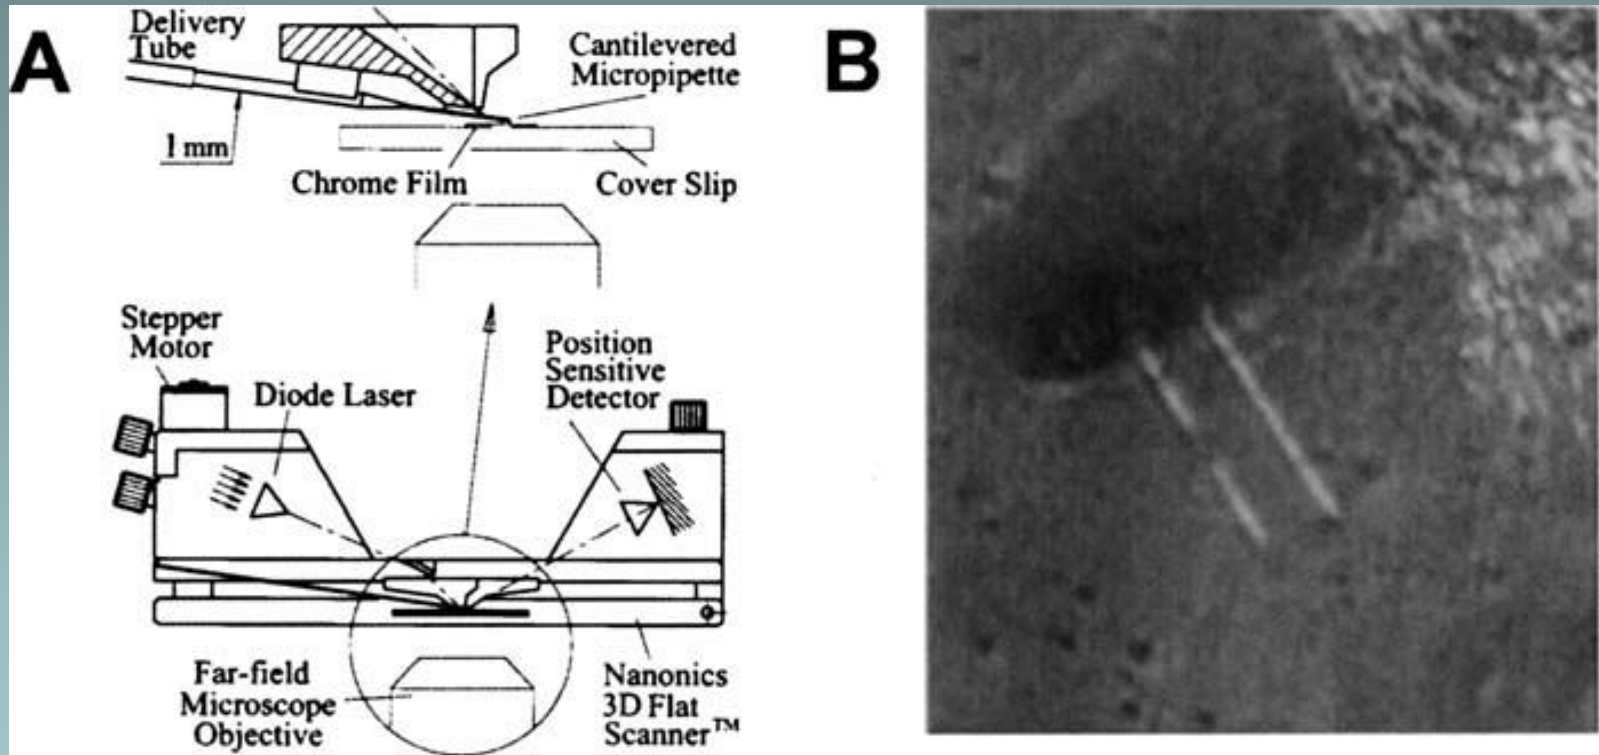 A
Delivery
Tube
Cantilevered
Micropipette
1 mm
Chrome Film
Cover Slip
Stepper
Motor
Diode Laser
Position
Sensitive
Detector
Far-field
Microscope
Objective
Nanonics
3D Flat
Scanner™
B